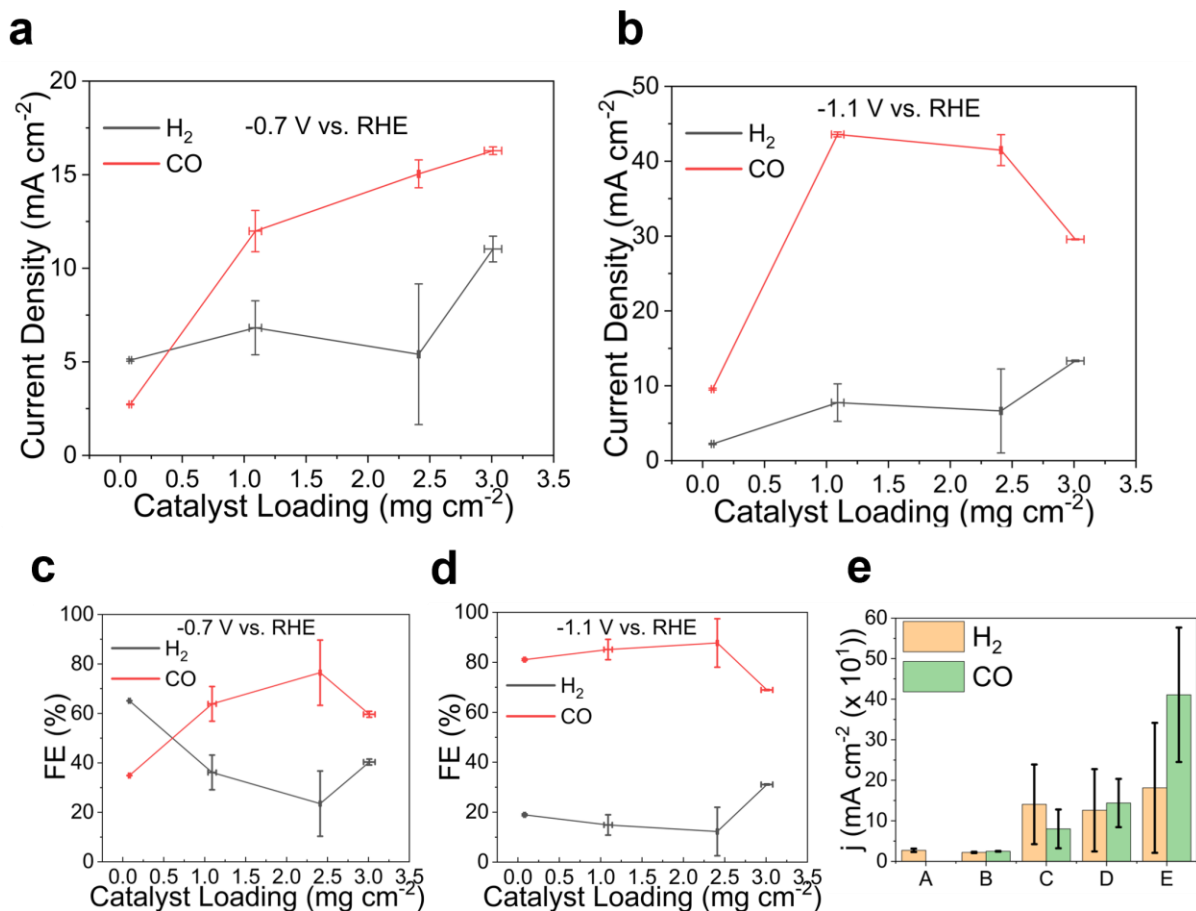 a
20
15
10
5
0
Current Density (mA cm⁻²)
H₂
CO
-0.7 V vs. RHE
0.0 0.5 1.0 1.5 2.0 2.5 3.0 3.5
Catalyst Loading (mg cm⁻²)
b
50
40
30
20
10
0
Current Density (mA cm⁻²)
-1.1 V vs. RHE
H₂
CO
0.0 0.5 1.0 1.5 2.0 2.5 3.0 3.5
Catalyst Loading (mg cm⁻²)
c
100
80
60
40
20
0
FE (%)
-0.7 V vs. RHE
H₂
CO
0.0 0.5 1.0 1.5 2.0 2.5 3.0 3.5
Catalyst Loading (mg cm⁻²)
d
100
80
60
40
20
0
FE (%)
-1.1 V vs. RHE
H₂
CO
0.0 0.5 1.0 1.5 2.0 2.5 3.0 3.5
Catalyst Loading (mg cm⁻²)
e
60
50
40
30
20
10
0
j (mA cm⁻² (x 10¹))
H₂
CO
A B C D E